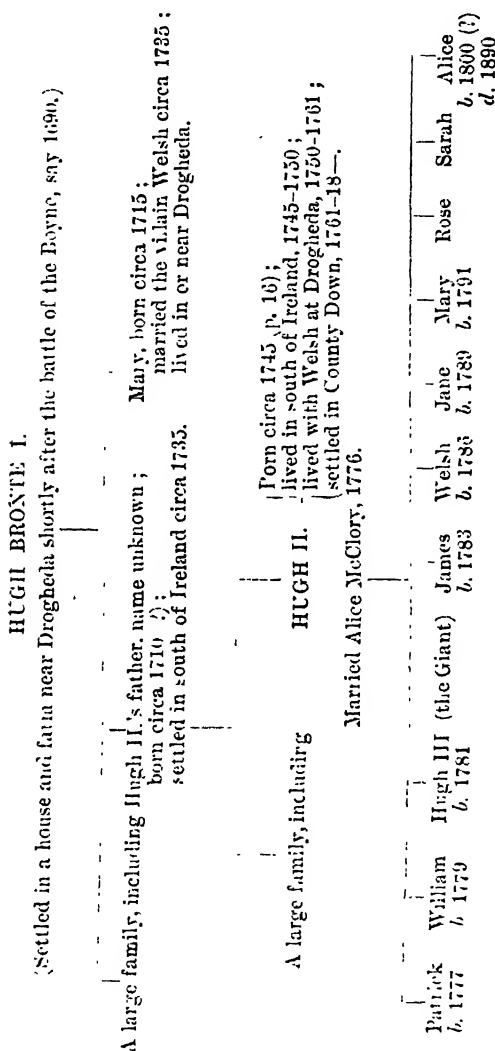 HUGH BRONTE I.
(Settled in a house and farm near Drogheda shortly after the battle of the Boyne, say 1690.)
A large family, including Hugh II.'s father, name unknown ;
born circa 1710 (?);
settled in south of Ireland circa 1735.
Mary, born circa 1715 ;
married the villain Welsh circa 1735 ;
lived in or near Drogheda.
A large family, including
HUGH II.
Born circa 1745 (p. 16) ;
lived in south of Ireland, 1745-1750 ;
lived with Welsh at Drogheda, 1750-1761 ;
settled in County Down, 1761-18—.
Married Alice McClory, 1776.
Patrick
b. 1777
William
b. 1779
Hugh III (the Giant)
b. 1781
James
b. 1783
Welsh
b. 1786
Jane
b. 1789
Mary
b. 1791
Rose
Sarah
Alice
b. 1800 (?)
d. 1890